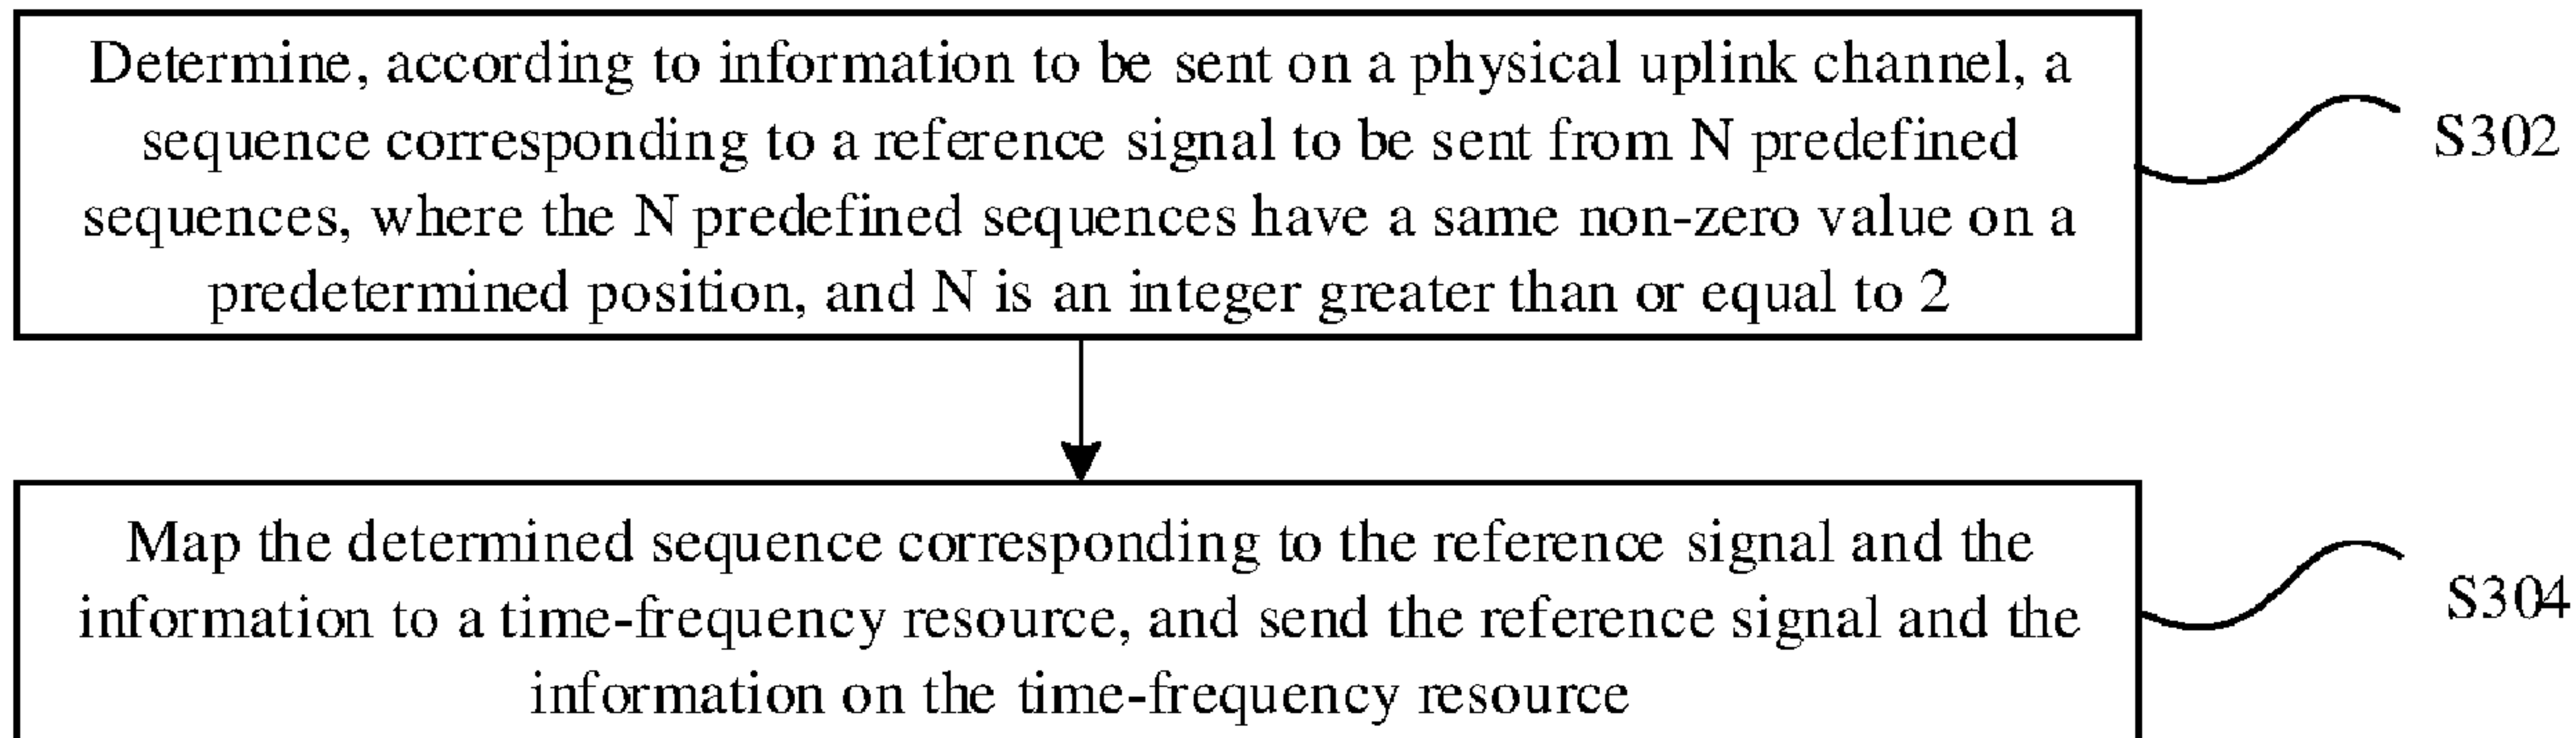 Determine, according to information to be sent on a physical uplink channel, a
sequence corresponding to a reference signal to be sent from N predefined
sequences, where the N predefined sequences have a same non-zero value on a
predetermined position, and N is an integer greater than or equal to 2
S302
Map the determined sequence corresponding to the reference signal and the
information to a time-frequency resource, and send the reference signal and the
information on the time-frequency resource
S304